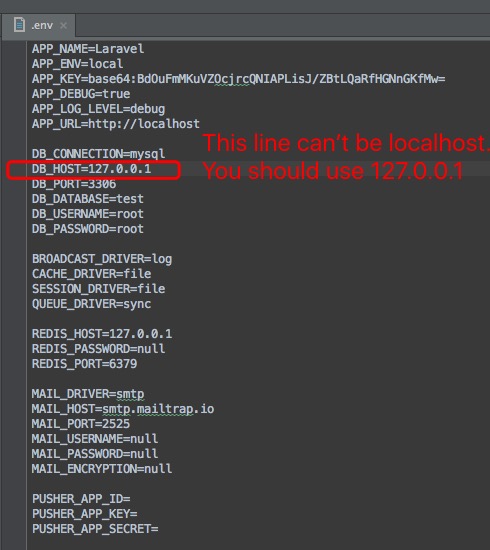 .env
APP_NAME=Laravel
APP_ENV=local
APP_KEY=base64:BdOuFmMKuVZOcjrcQNIAPLisJ/ZBtLQaRfHGNnGKfMw=
APP_DEBUG=true
APP_LOG_LEVEL=debug
APP_URL=http://localhost
This line can't be localhost.
DB_CONNECTION=mysql
DB_HOST=127.0.0.1
You should use 127.0.0.1
DB_PORT=3306
DB_DATABASE=test
DB_USERNAME=root
DB_PASSWORD=root
BROADCAST_DRIVER=log
CACHE_DRIVER=file
SESSION_DRIVER=file
QUEUE_DRIVER=sync
REDIS_HOST=127.0.0.1
REDIS_PASSWORD=null
REDIS_PORT=6379
MAIL_DRIVER=smtp
MAIL_HOST=smtp.mailtrap.io
MAIL_PORT=2525
MAIL_USERNAME=null
MAIL_PASSWORD=null
MAIL_ENCRYPTION=null
PUSHER_APP_ID=
PUSHER_APP_KEY=
PUSHER_APP_SECRET=